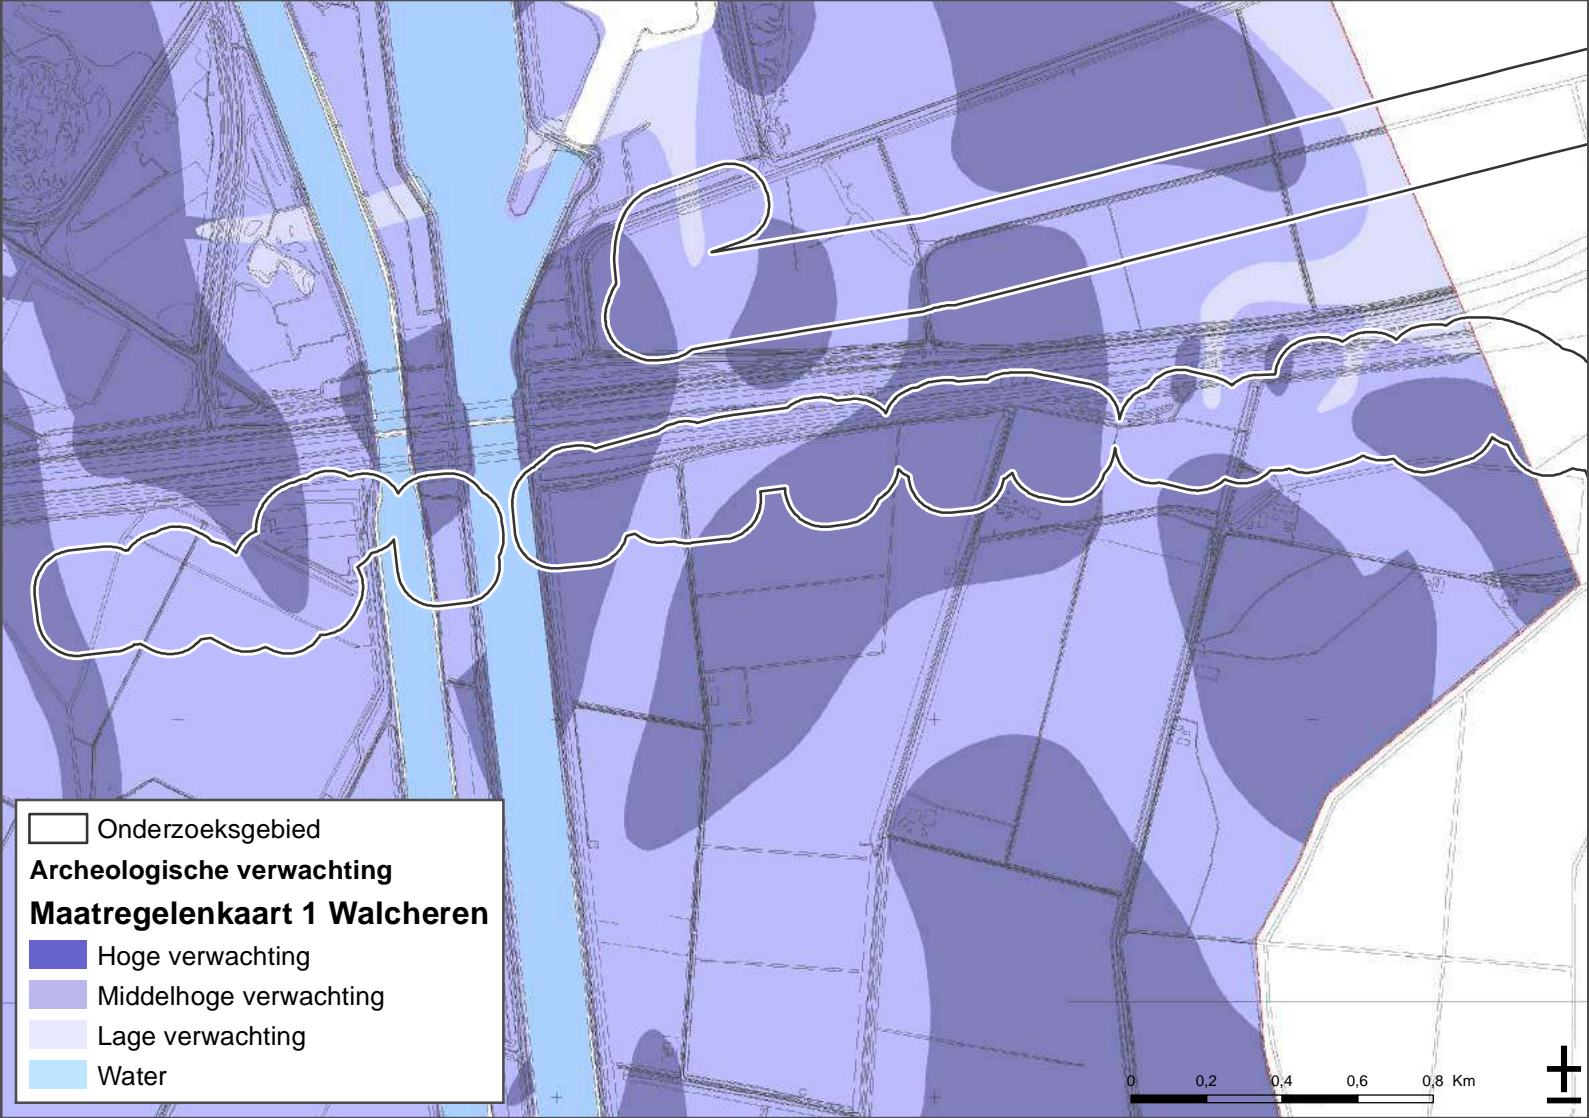 Onderzoeksgebied
Archeologische verwachting
Maatregelenkaart 1 Walcheren
Hoge verwachting
Middelhoge verwachting
Lage verwachting
Water
0 0,2 0,4 0,6 0,8 Km